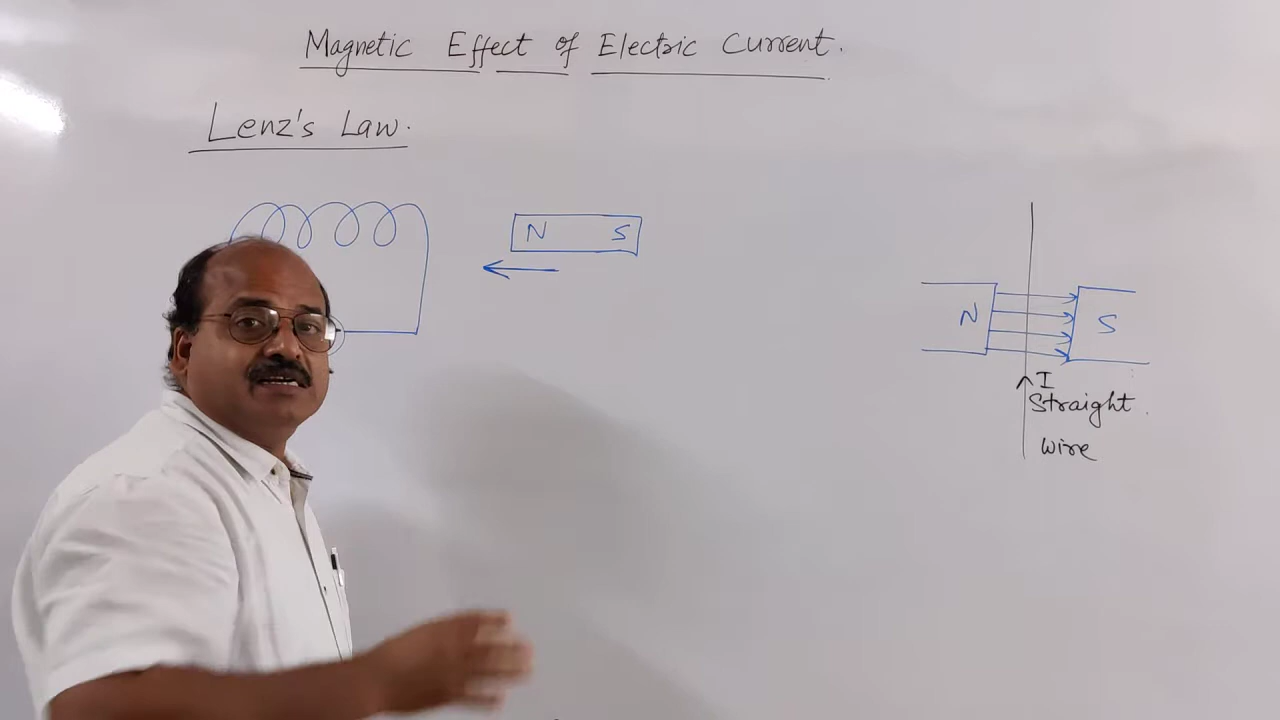 Magnetic Effect of Electric Current.
Lenz's Law.
N S
N S
I
Straight
wire